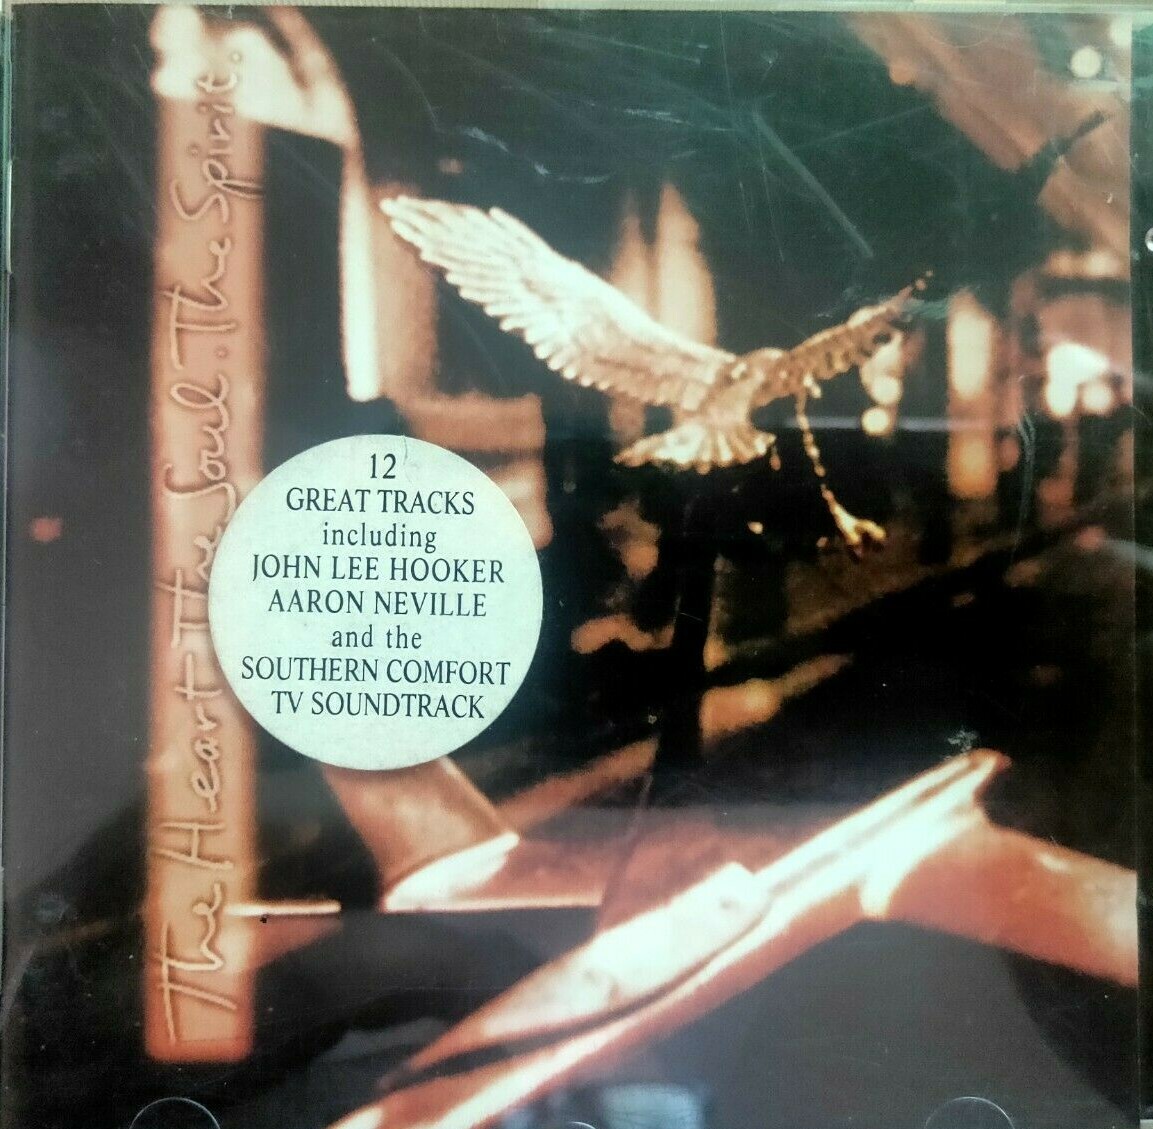 The Heart. The Soul. The Spirit.
12
GREAT TRACKS
including
JOHN LEE HOOKER
AARON NEVILLE
and the
SOUTHERN COMFORT
TV SOUNDTRACK